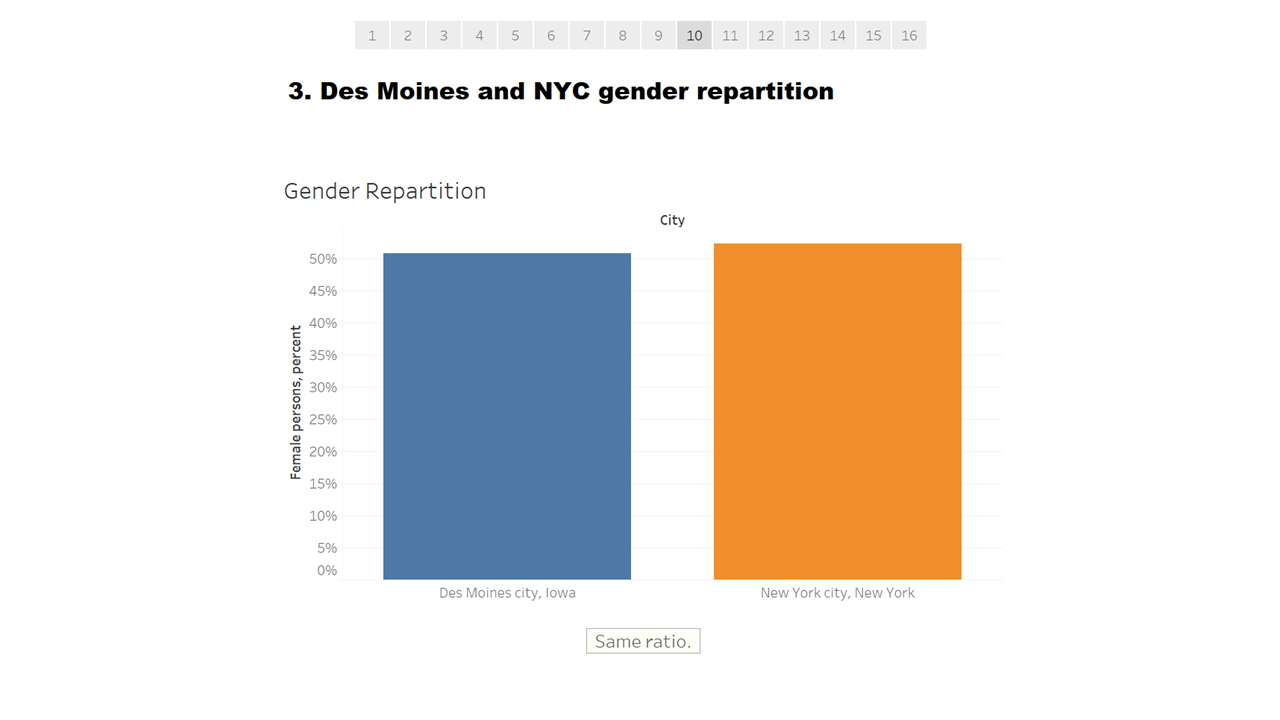 1 2 3 4 5 6 7 8 9 10 11 12 13 14 15 16
3. Des Moines and NYC gender repartition
Gender Repartition
City
Female persons, percent
50%
45%
40%
35%
30%
25%
20%
15%
10%
5%
0%
Des Moines city, Iowa New York city, New York
Same ratio.